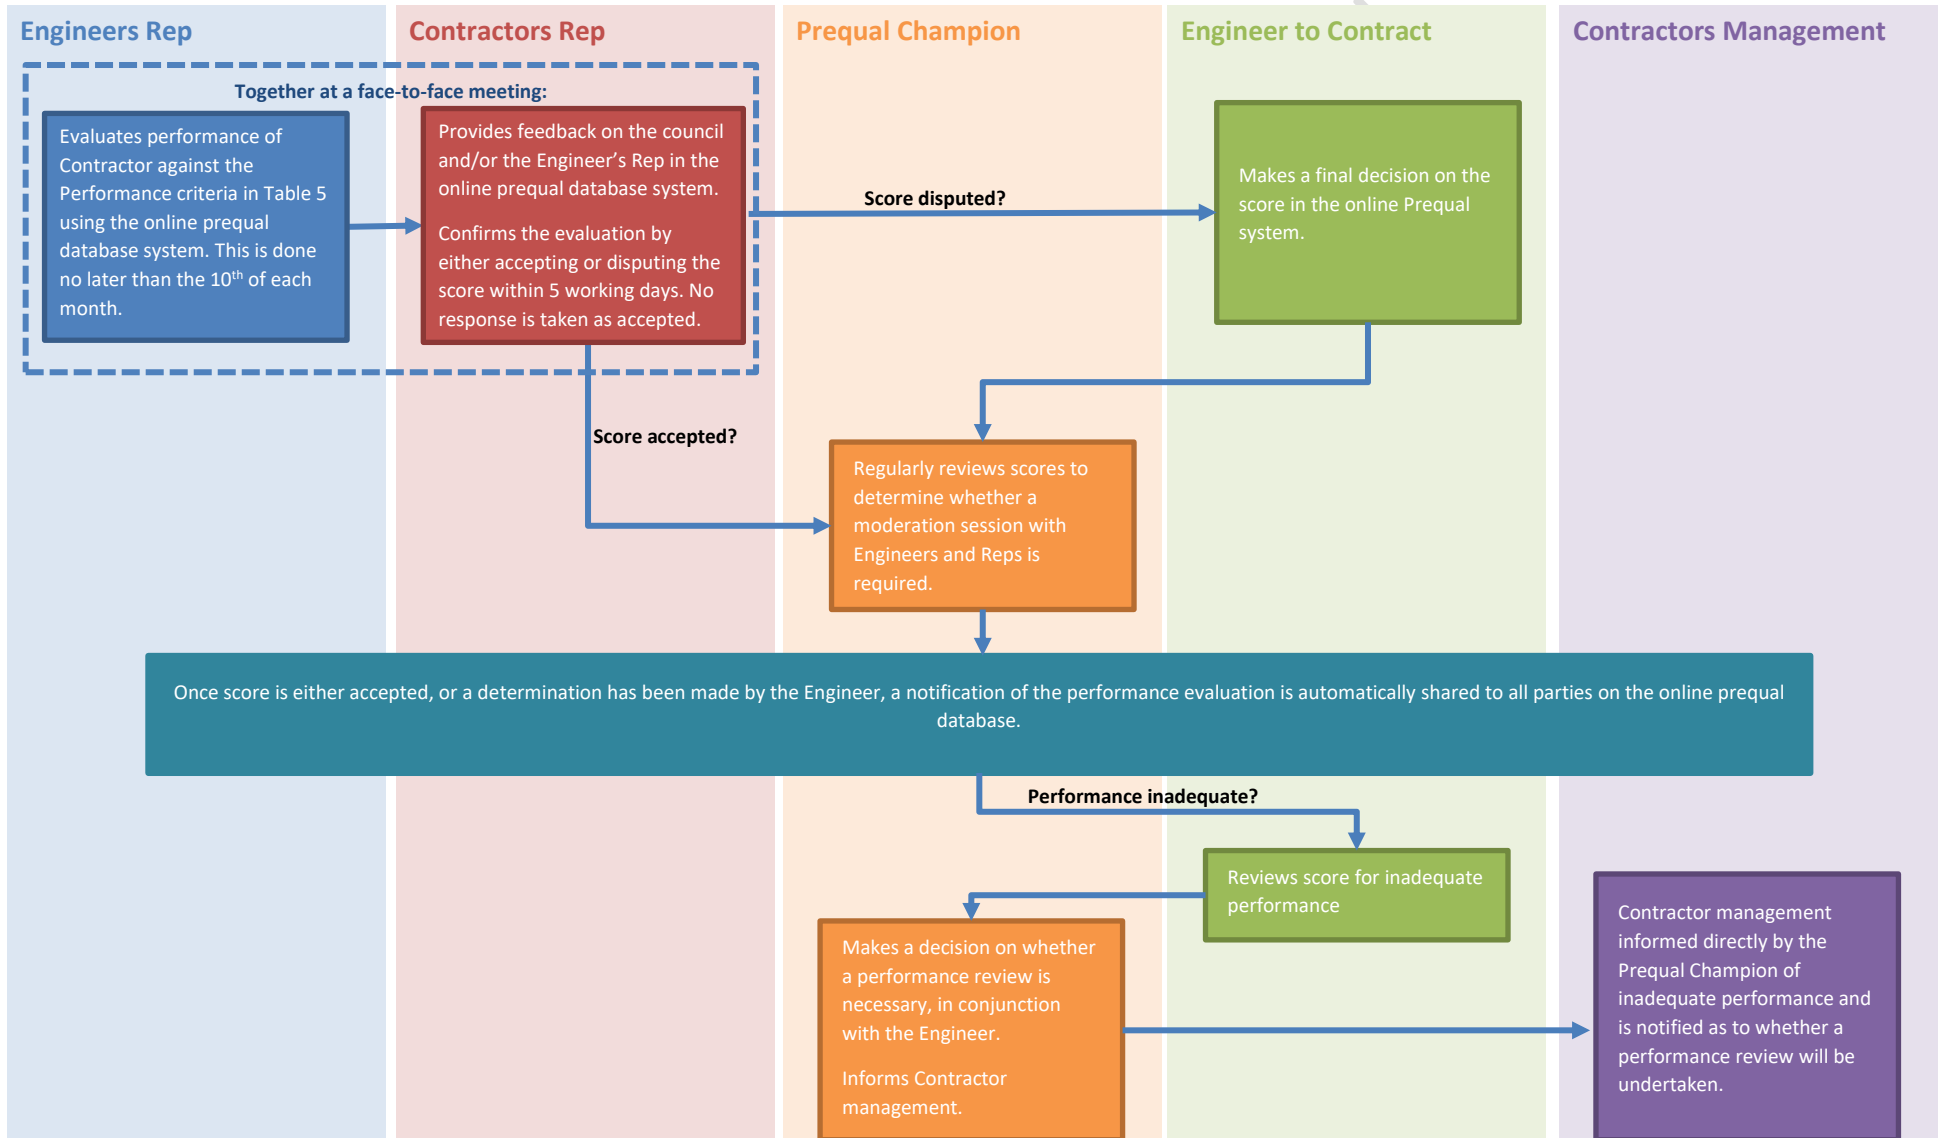 Engineers Rep
Contractors Rep
Prequal Champion
Engineer to Contract
Contractors Management
Together at a face-to-face meeting:
Evaluates performance of
Contractor against the
Performance criteria in Table 5
using the online prequal
database system. This is done
no later than the 10th of each
month.
Provides feedback on the council
and/or the Engineer’s Rep in the
online prequal database system.
Confirms the evaluation by
either accepting or disputing the
score within 5 working days. No
response is taken as accepted.
Score disputed?
Makes a final decision on the
score in the online Prequal
system.
Score accepted?
Regularly reviews scores to
determine whether a
moderation session with
Engineers and Reps is
required.
Once score is either accepted, or a determination has been made by the Engineer, a notification of the performance evaluation is automatically shared to all parties on the online prequal
database.
Performance inadequate?
Reviews score for inadequate
performance
Makes a decision on whether
a performance review is
necessary, in conjunction
with the Engineer.
Informs Contractor
management.
Contractor management
informed directly by the
Prequal Champion of
inadequate performance and
is notified as to whether a
performance review will be
undertaken.